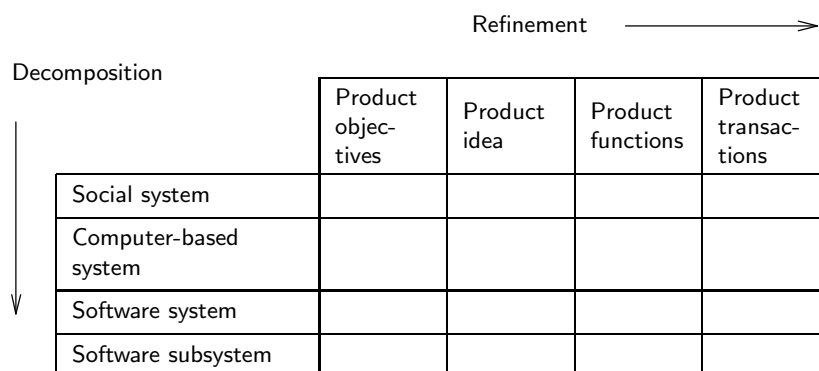 Refinement
Decomposition
Product
objec-
tives
Product
idea
Product
functions
Product
transac-
tions
Social system
Computer-based
system
Software system
Software subsystem